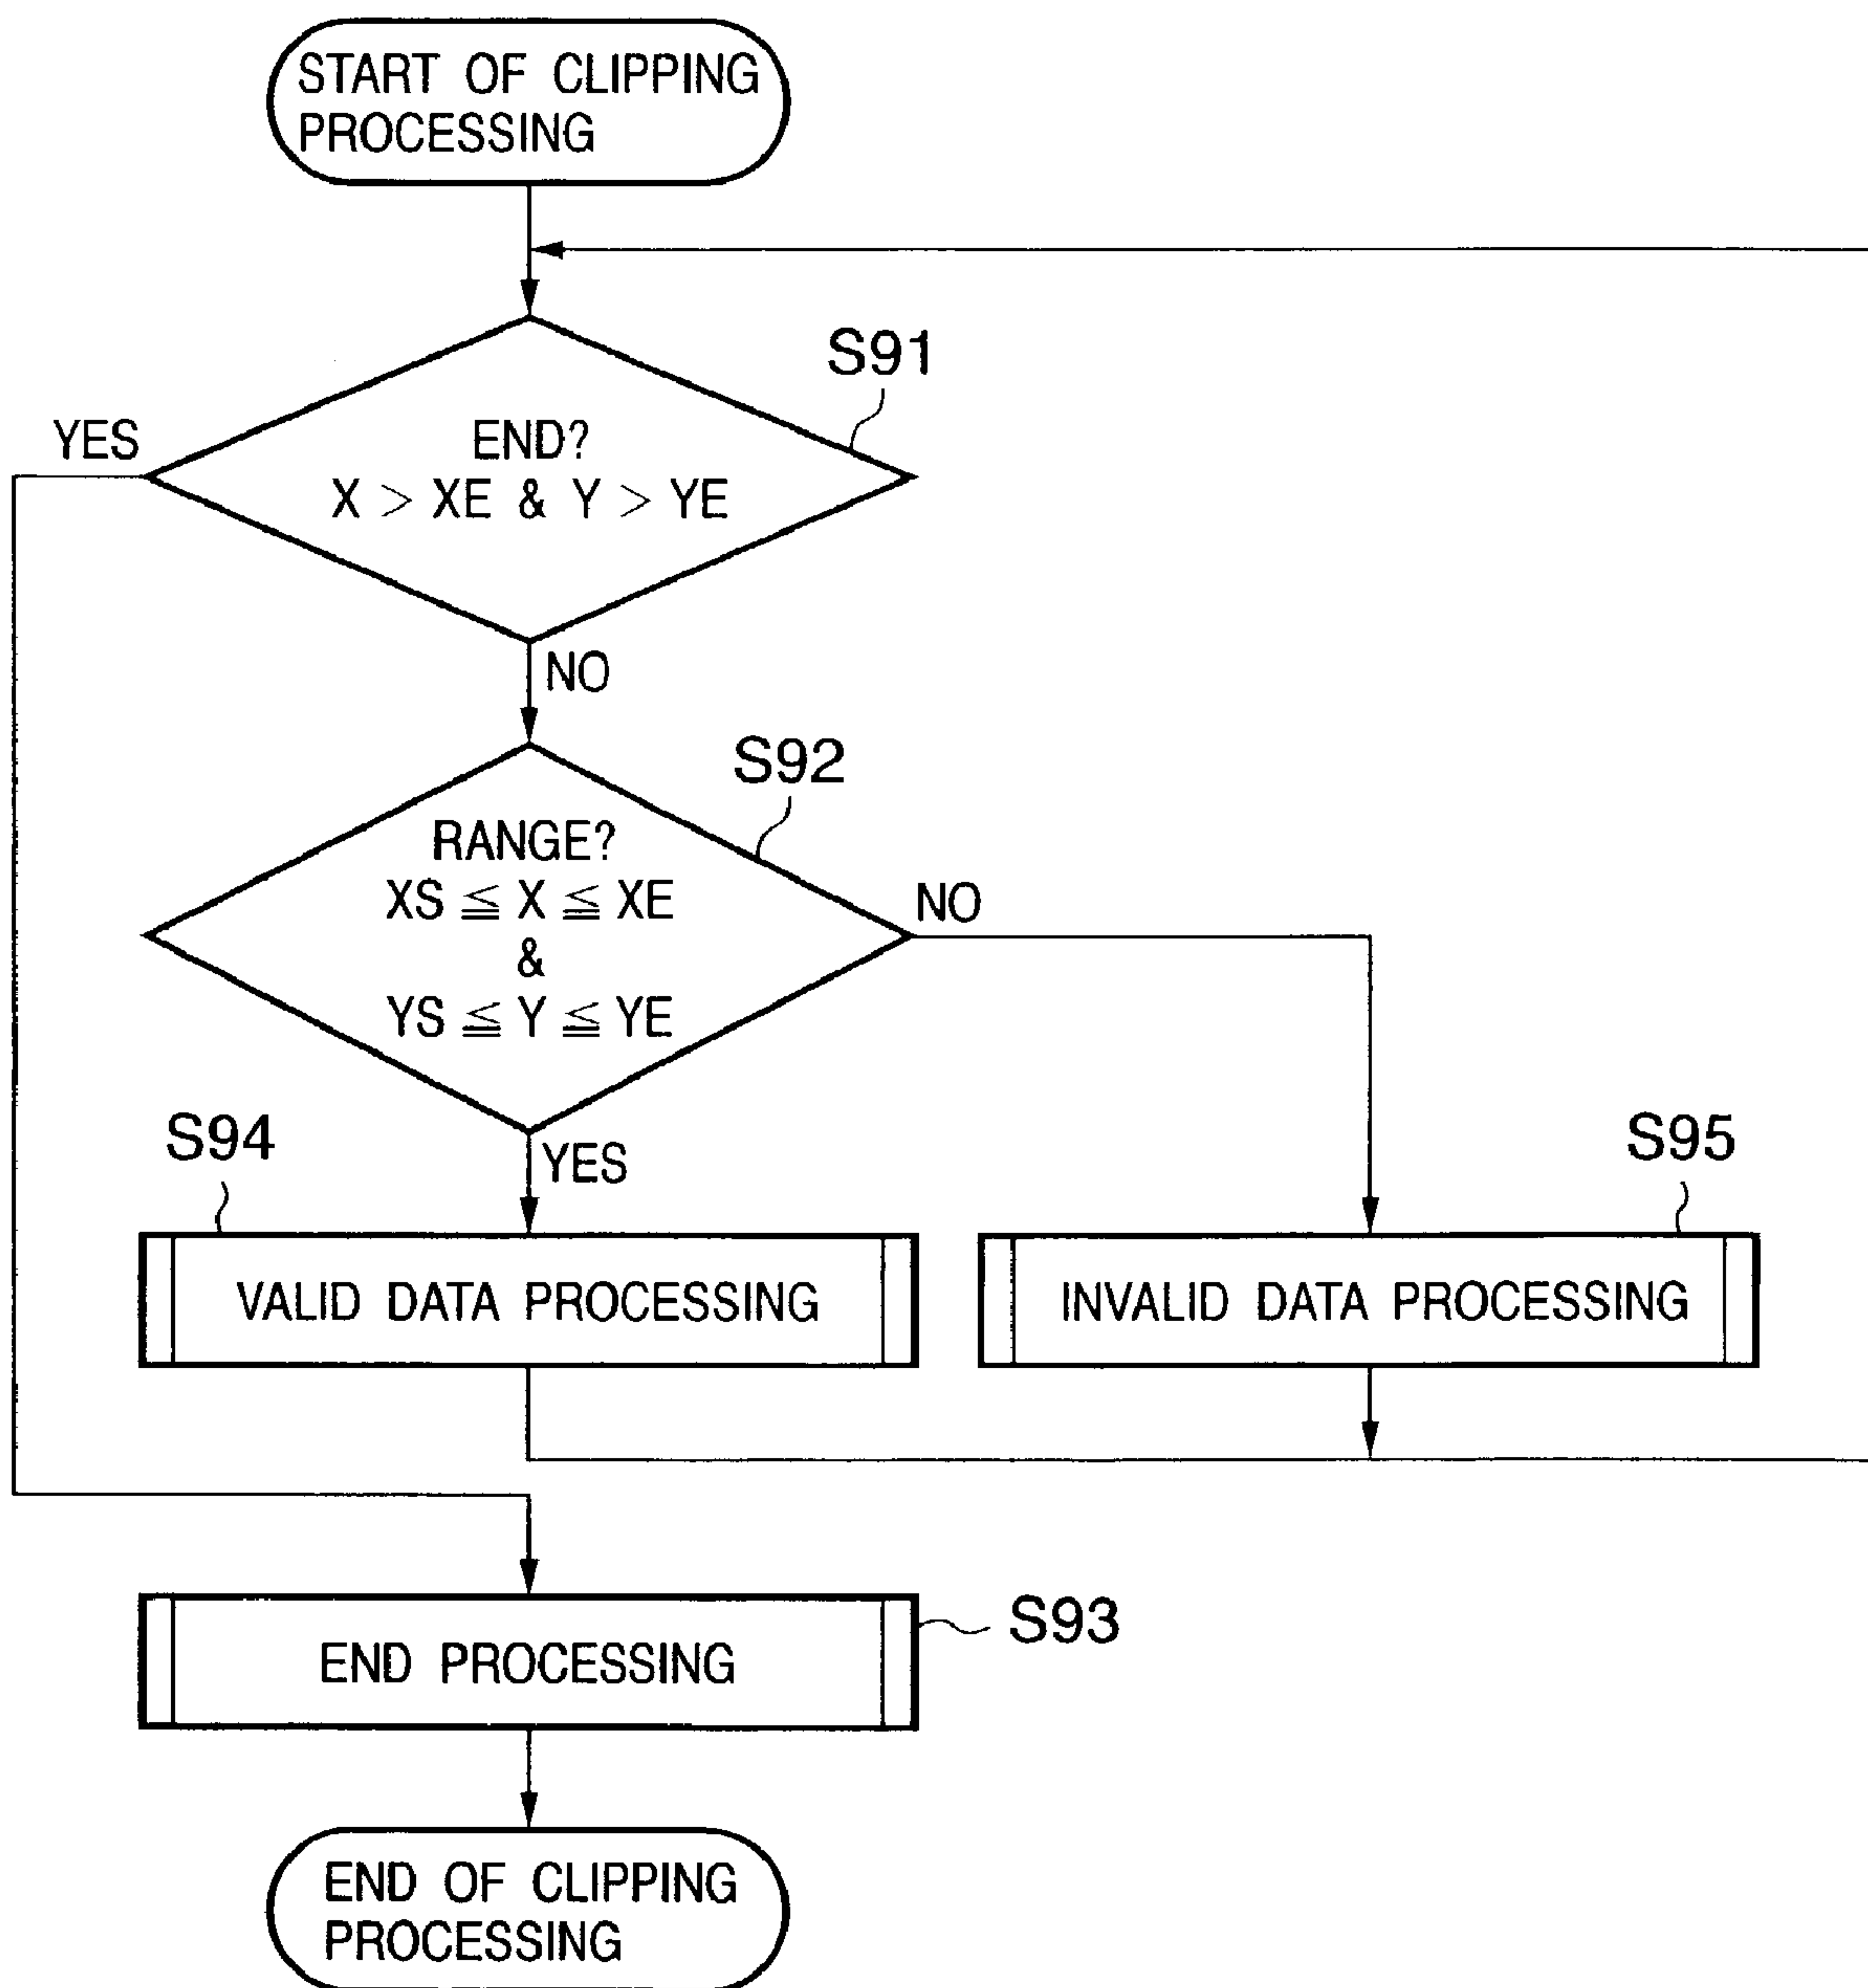 START OF CLIPPING
PROCESSING
S91
YES
END?
X > XE & Y > YE
NO
S92
RANGE?
XS ≦ X ≦ XE
&
YS ≦ Y ≦ YE
NO
S94
YES
S95
VALID DATA PROCESSING
INVALID DATA PROCESSING
S93
END PROCESSING
END OF CLIPPING
PROCESSING